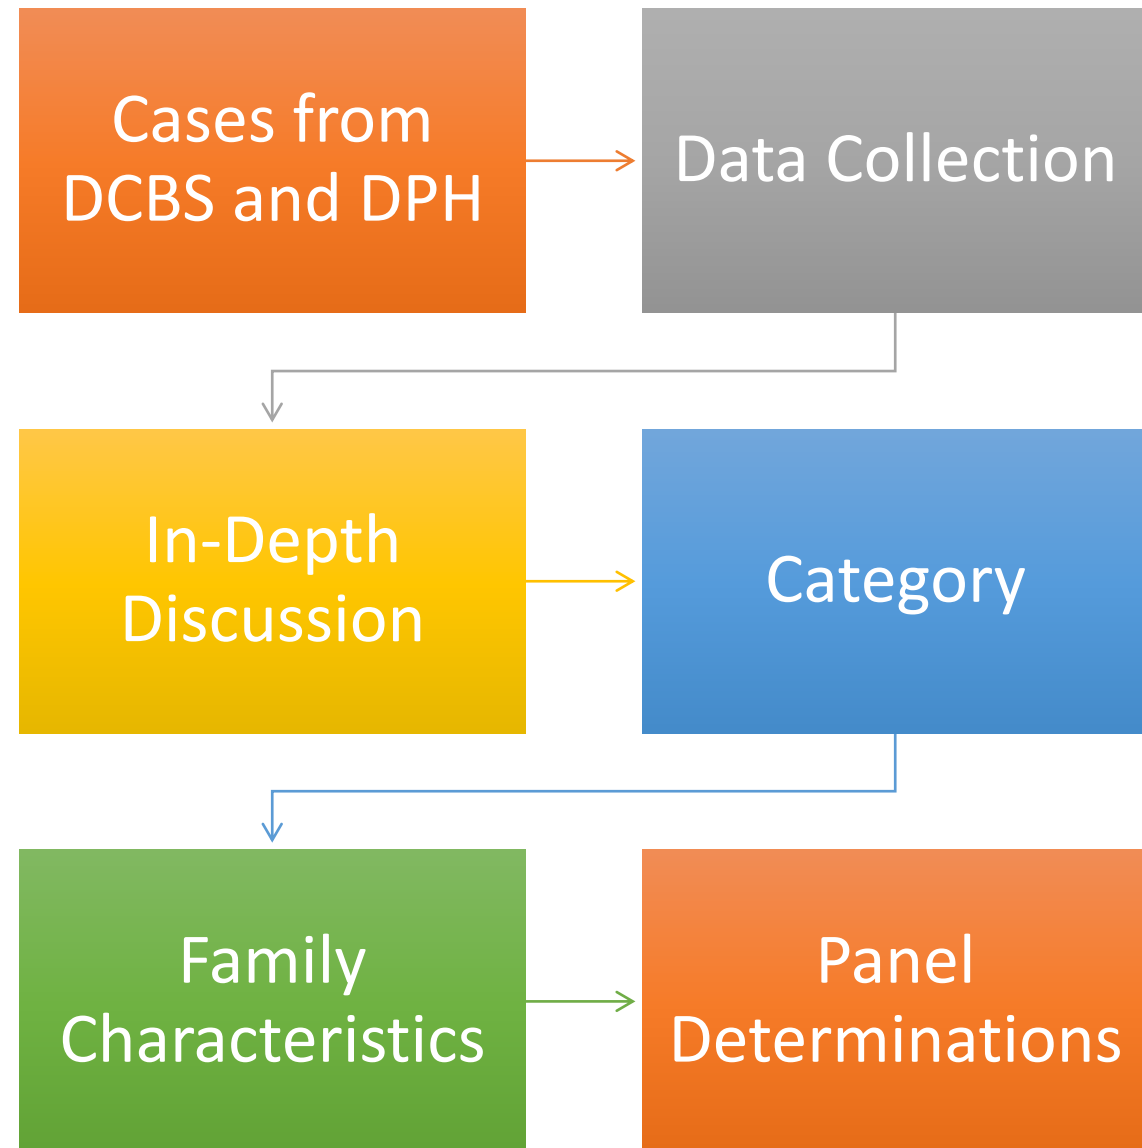 Cases from
DCBS and DPH
Data Collection
In-Depth
Discussion
Category
Family
Characteristics
Panel
Determinations